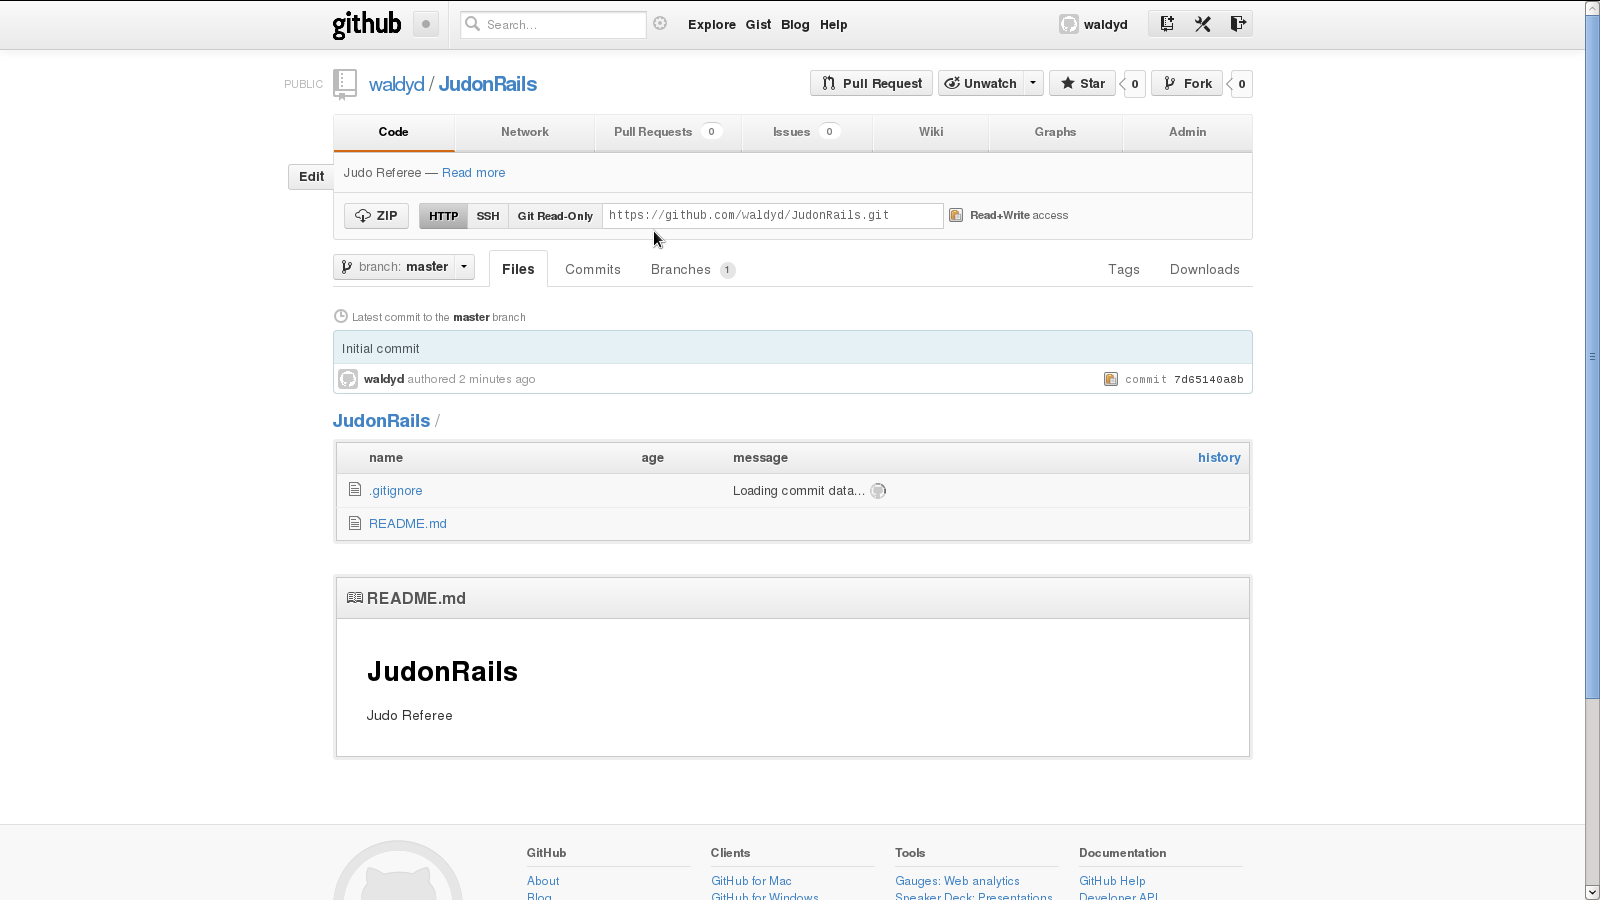 github Search... Explore Gist Blog Help waldyd
PUBLIC waldyd / JudonRails Pull Request Unwatch Star 0 Fork 0
Code Network Pull Requests 0 Issues 0 Wiki Graphs Admin
Edit Judo Referee — Read more
ZIP HTTP SSH Git Read-Only https://github.com/waldyd/JudonRails.git Read+Write access
branch: master Files Commits Branches 1 Tags Downloads
Latest commit to the master branch
Initial commit
waldyd authored 2 minutes ago commit 7d65140a8b
JudonRails /
name age message history
.gitignore Loading commit data...
README.md
README.md
JudonRails
Judo Referee
GitHub Clients Tools Documentation
About GitHub for Mac Gauges: Web analytics GitHub Help
Blog GitHub for Windows Speaker Deck: Presentations Developer API